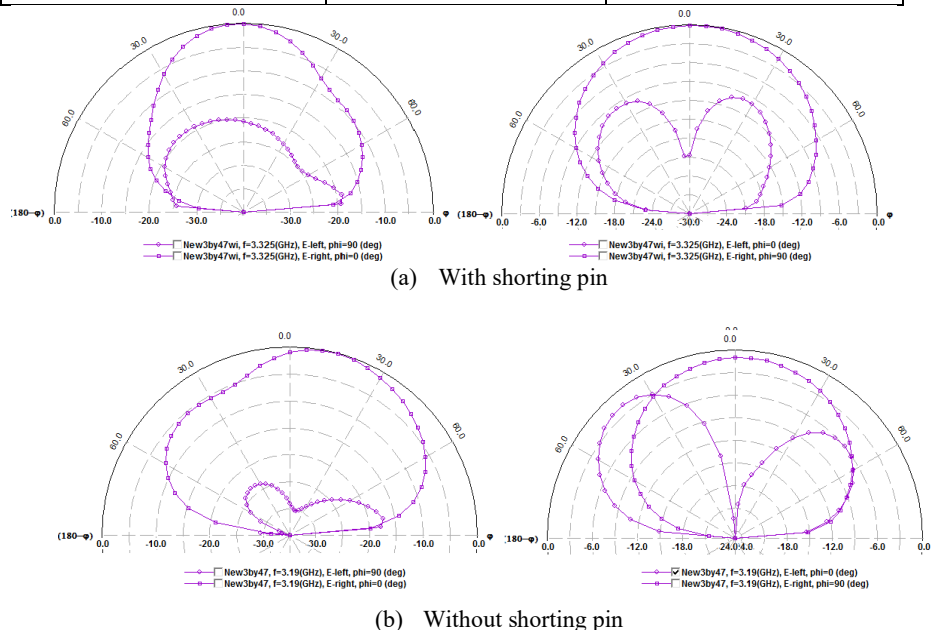 0.0
0.0
30.0
30.0
30.0
30.0
60.0
60.0
60.0
60.0
(180-φ)
φ
(180-φ)
φ
0.0 -10.0 -20.0 -30.0 -30.0 -20.0 -10.0 0.0
0.0 -6.0 -12.0 -18.0 -24.0 -30.0 -24.0 -18.0 -12.0 -6.0 0.0
New3by47wi, f=3.325(GHz), E-left, phi=90 (deg)
New3by47wi, f=3.325(GHz), E-right, phi=0 (deg)
New3by47wi, f=3.325(GHz), E-left, phi=0 (deg)
New3by47wi, f=3.325(GHz), E-right, phi=90 (deg)
(a) With shorting pin
0.0
0.0
30.0
30.0
30.0
30.0
60.0
60.0
60.0
60.0
(180-φ)
φ
180-φ)
φ
0.0 -10.0 -20.0 -30.0 -30.0 -20.0 -10.0 0.0
0.0 -6.0 -12.0 -18.0 -24.0 -18.0 -12.0 -6.0 0.0
New3by47, f=3.19(GHz), E-left, phi=90 (deg)
New3by47, f=3.19(GHz), E-right, phi=0 (deg)
New3by47, f=3.19(GHz), E-left, phi=0 (deg)
New3by47, f=3.19(GHz), E-right, phi=90 (deg)
(b) Without shorting pin